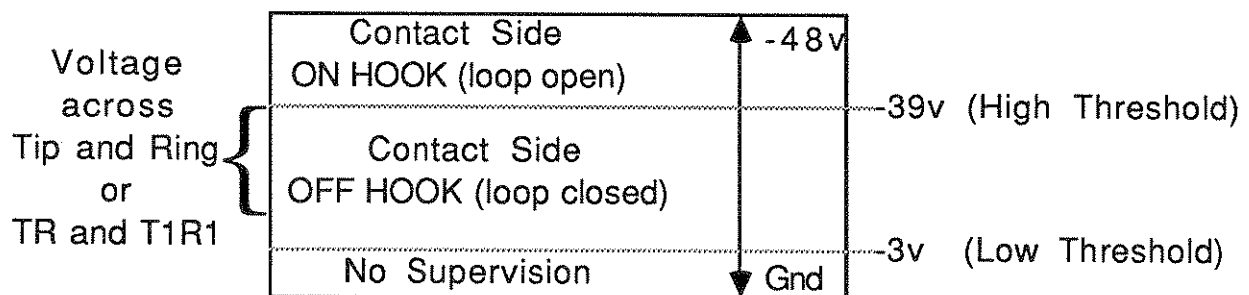 Voltage
across
Tip and Ring
or
TR and T1R1
Contact Side
ON HOOK (loop open)
Contact Side
OFF HOOK (loop closed)
No Supervision
-48v
Gnd
-39v (High Threshold)
-3v (Low Threshold)